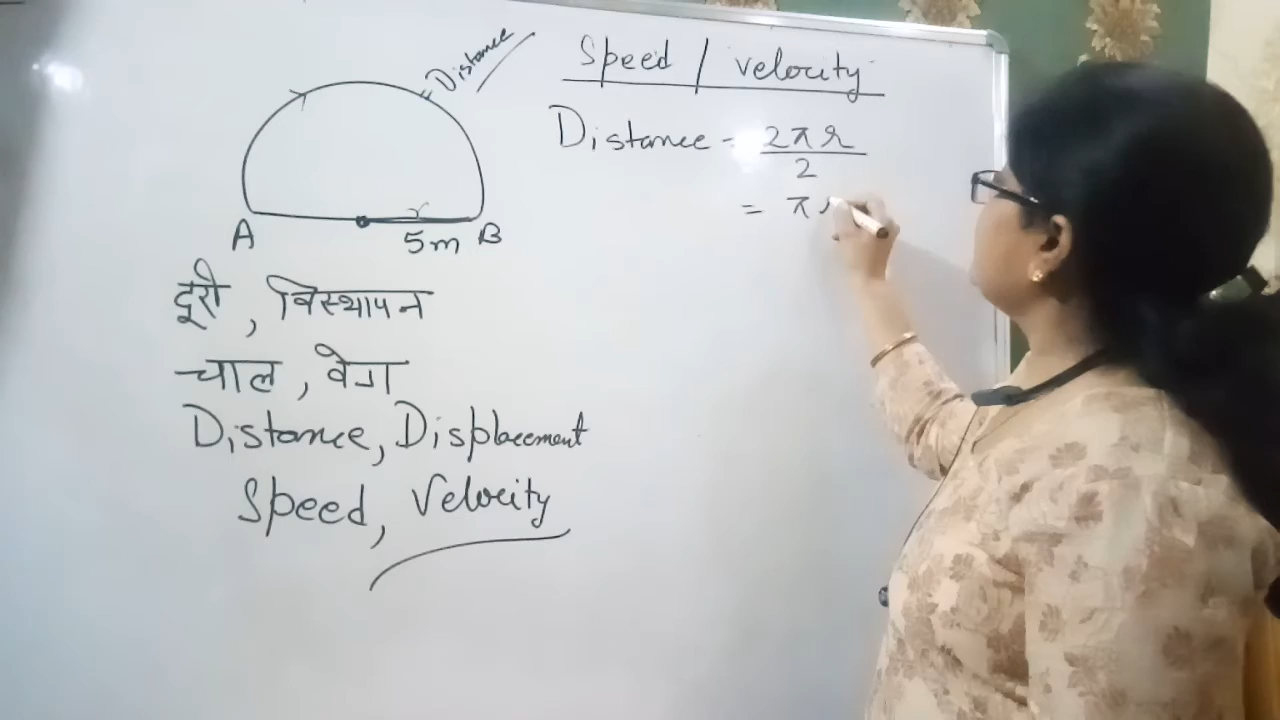 Distance
Speed / Velocity
Distance = 2πr
2
= πr
r
A
5m B
दूरी, विस्थापन
चाल, वेग
Distance, Displacement
Speed, Velocity